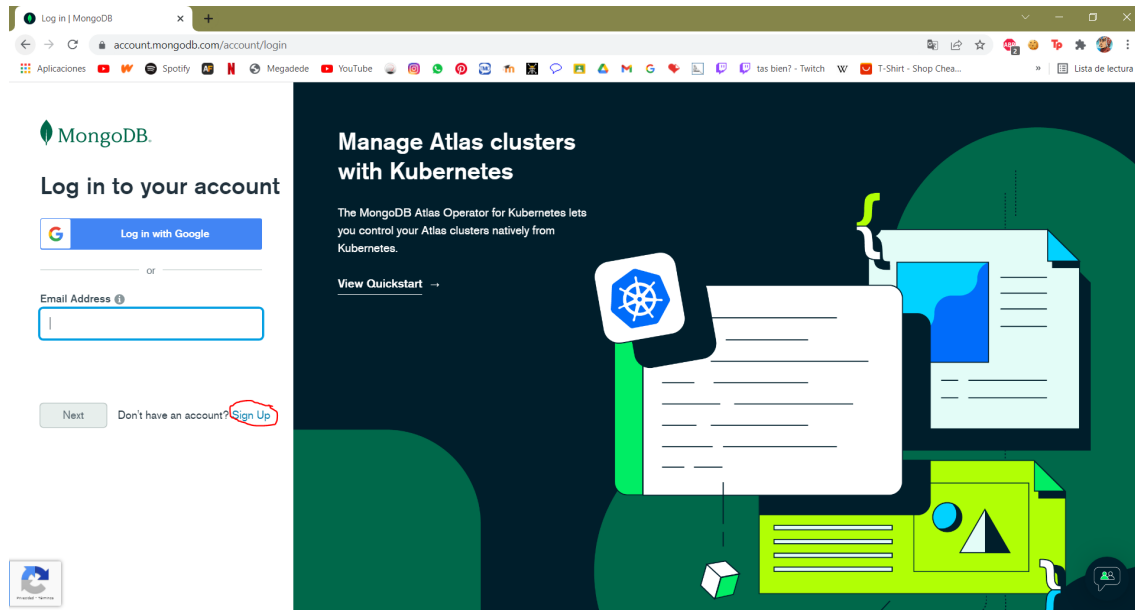 Log in | MongoDB
account.mongodb.com/account/login
Aplicaciones Spotify Megadede YouTube tas bien? - Twitch T-Shirt - Shop Chea... » Lista de lectura
MongoDB.
Log in to your account
Log in with Google
or
Email Address
Next Don't have an account? Sign Up
Manage Atlas clusters
with Kubernetes
The MongoDB Atlas Operator for Kubernetes lets
you control your Atlas clusters natively from
Kubernetes.
View Quickstart →